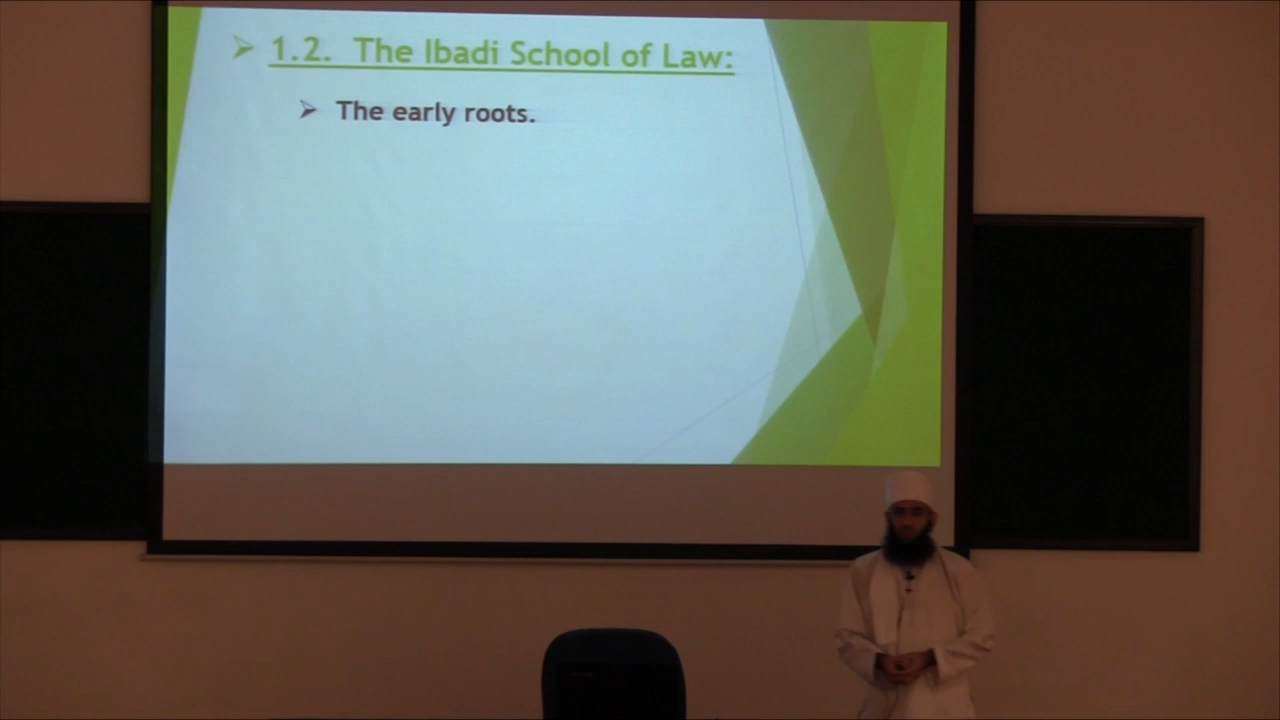 1.2. The Ibadi School of Law:
The early roots.